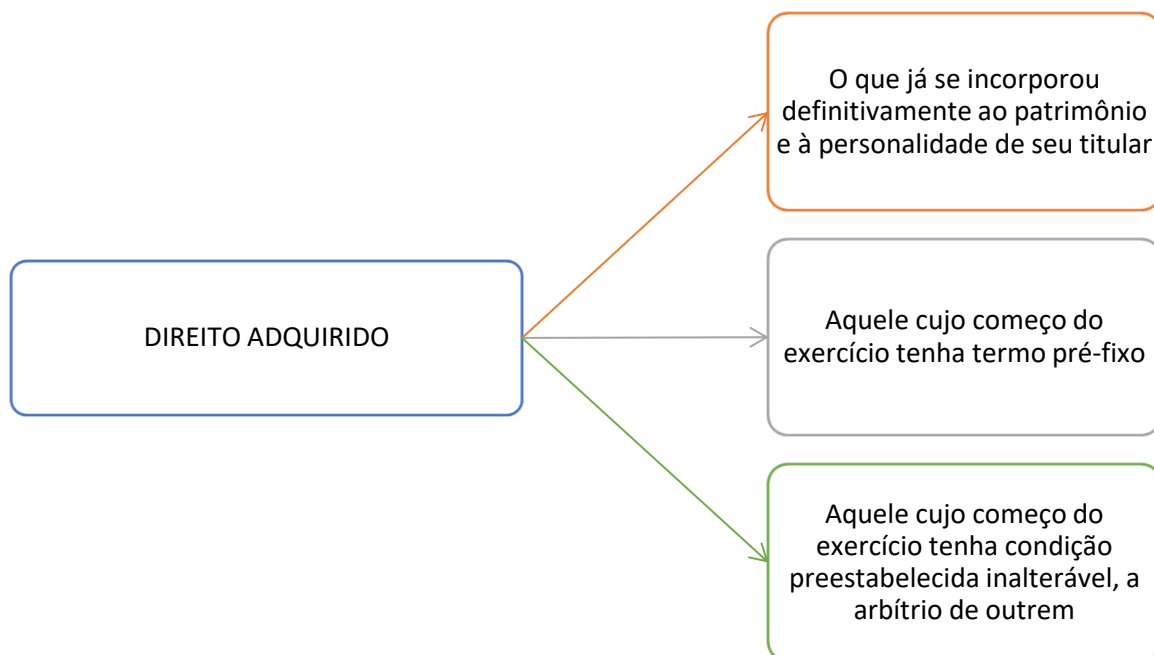 DIREITO ADQUIRIDO
O que já se incorporou
definitivamente ao patrimônio
e à personalidade de seu titular
Aquele cujo começo do
exercício tenha termo pré-fixo
Aquele cujo começo do
exercício tenha condição
preestabelecida inalterável, a
arbítrio de outrem